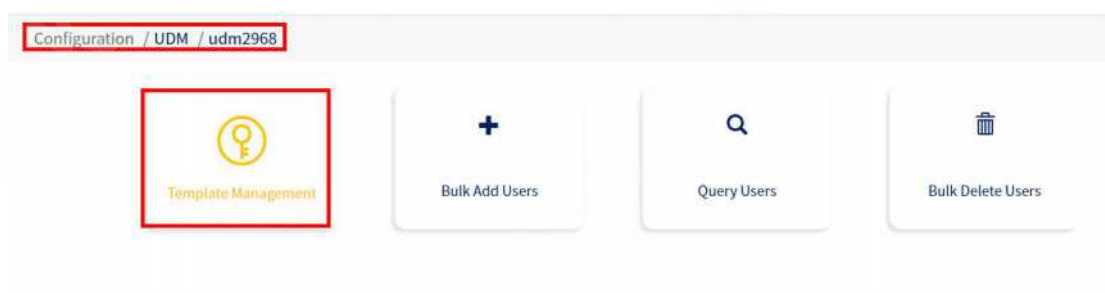 Configuration / UDM / udm2968
Template Management
Bulk Add Users
Query Users
Bulk Delete Users